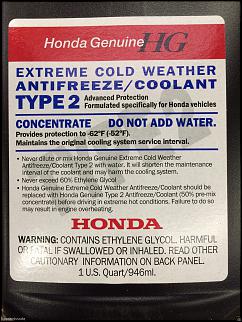 Honda Genuine HG
EXTREME COLD WEATHER
ANTIFREEZE/COOLANT
TYPE 2 Advanced Protection
Formulated specifically for Honda vehicles
CONCENTRATE DO NOT ADD WATER.
Provides protection to -62°F (-52°F).
Maintains the original cooling system service interval.
• Never dilute or mix Honda Genuine Extreme Cold Weather
Antifreeze/Coolant Type 2 with water. It will shorten the maintenance
interval of the coolant and may harm the cooling system.
• Never exceed 60% Ethylene Glycol
• Honda Genuine Extreme Cold Weather Antifreeze/Coolant should be
replaced with Honda Genuine Type 2 Antifreeze/Coolant (50% pre-mix
concentrate) before driving in extreme hot conditions. Failure to do so
may result in engine overheating.
HONDA
WARNING: CONTAINS ETHYLENE GLYCOL. HARMFUL
OR FATAL IF SWALLOWED OR INHALED. READ OTHER
CAUTIONARY INFORMATION ON BACK PANEL.
1 U.S. Quart/946ml.